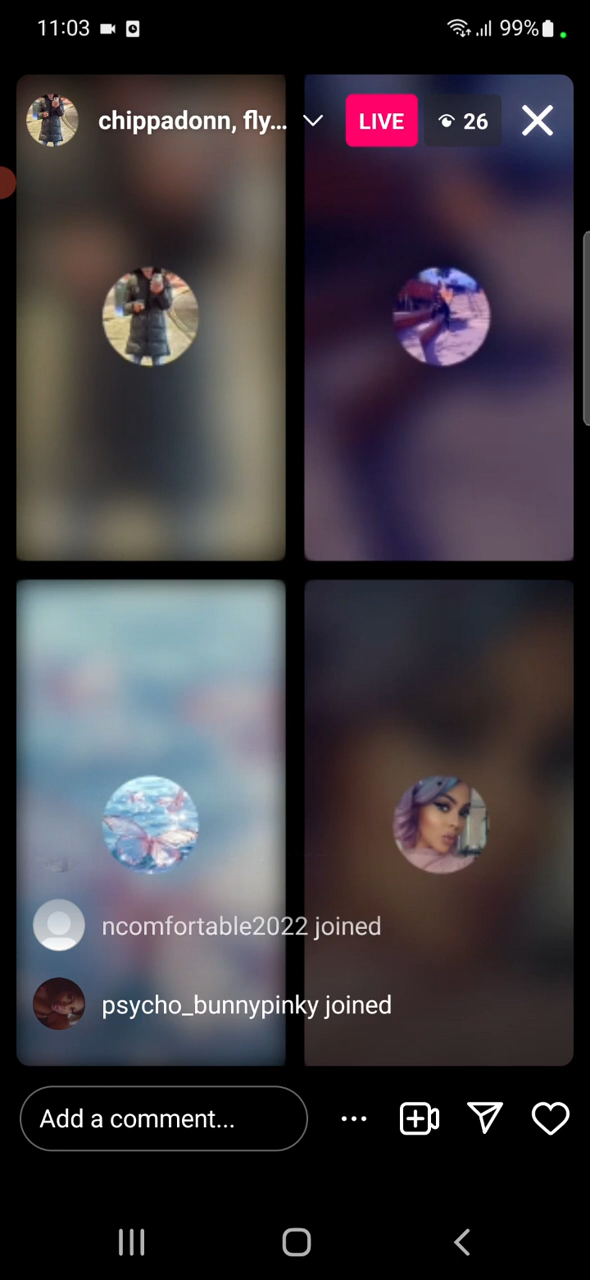 11:03 99%
chippadonn, fly... LIVE 26
ncomfortable2022 joined
psycho_bunnypinky joined
Add a comment...